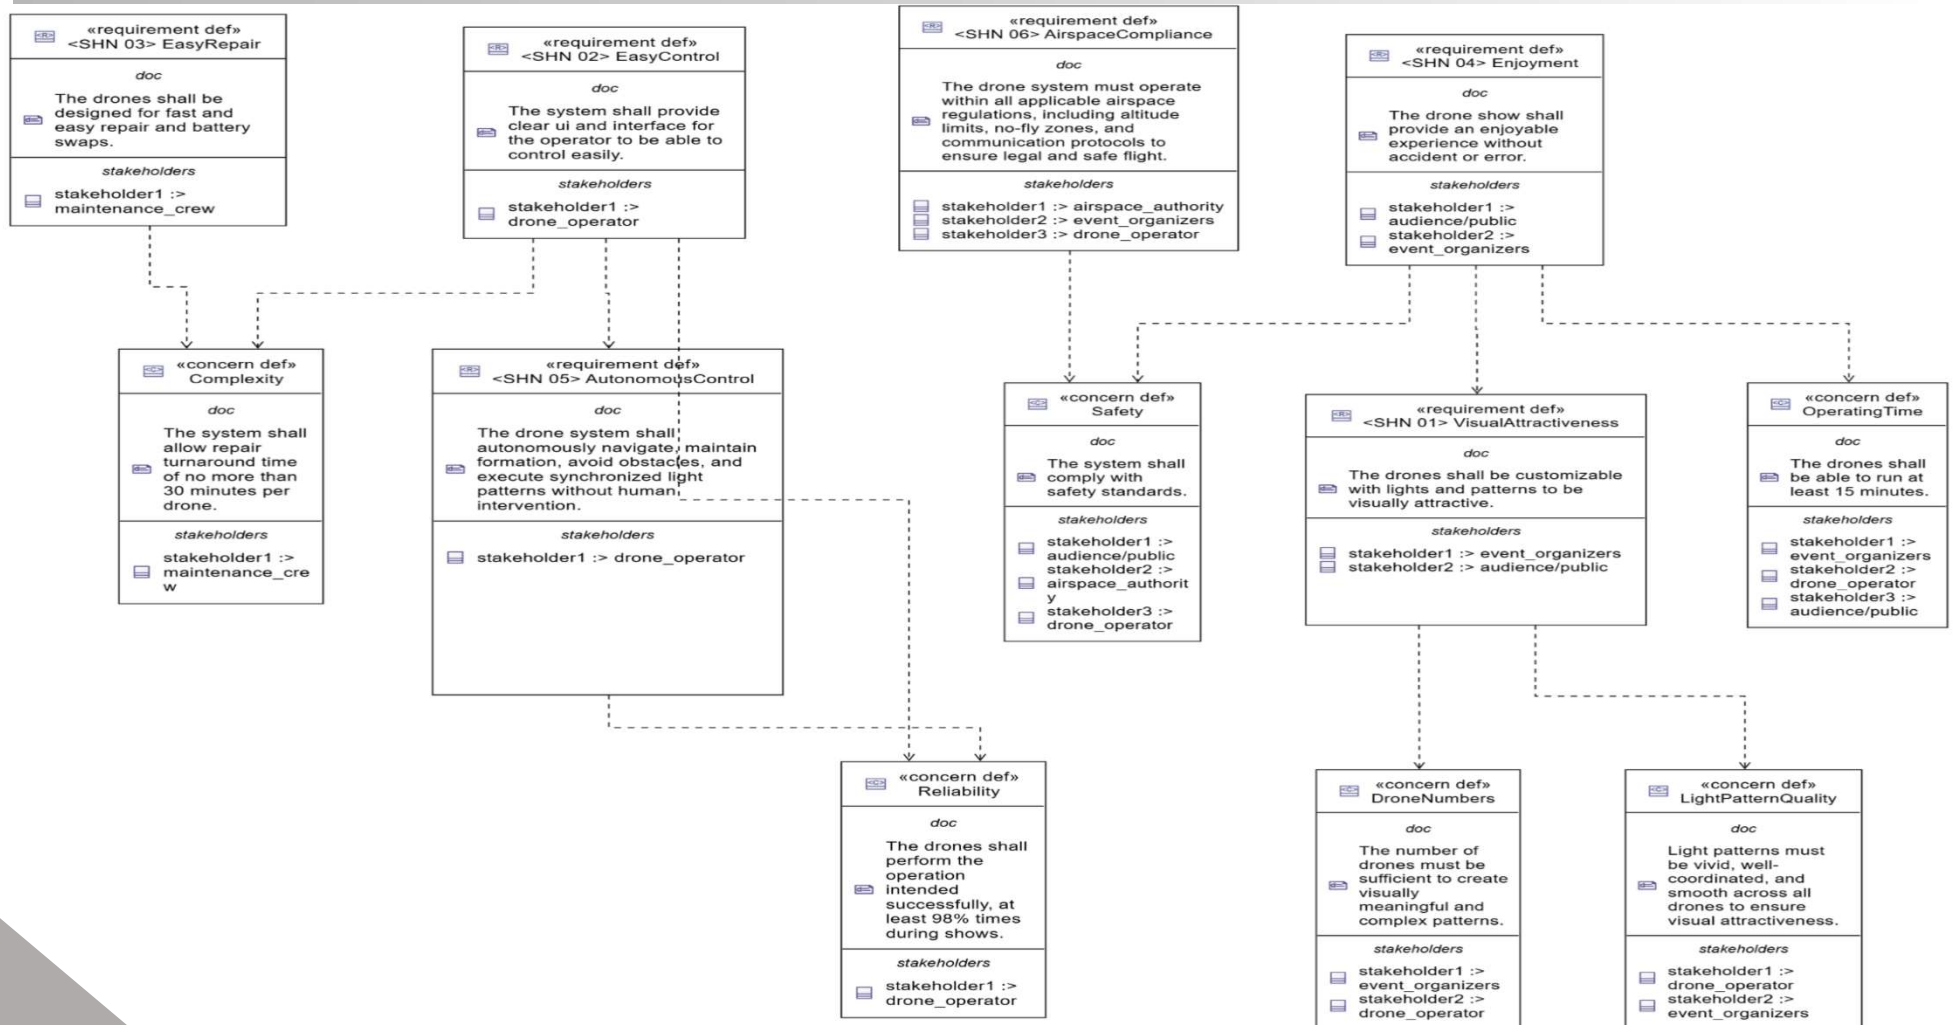 «requirement def»
<SHN 03> EasyRepair
doc
The drones shall be
designed for fast and
easy repair and battery
swaps.
stakeholders
stakeholder1 :>
maintenance_crew
«requirement def»
<SHN 02> EasyControl
doc
The system shall provide
clear ui and interface for
the operator to be able to
control easily.
stakeholders
stakeholder1 :>
drone_operator
«requirement def»
<SHN 06> AirspaceCompliance
doc
The drone system must operate
within all applicable airspace
regulations, including altitude
limits, no-fly zones, and
communication protocols to
ensure legal and safe flight.
stakeholders
stakeholder1 :> airspace_authority
stakeholder2 :> event_organizers
stakeholder3 :> drone_operator
«requirement def»
<SHN 04> Enjoyment
doc
The drone show shall
provide an enjoyable
experience without
accident or error.
stakeholders
stakeholder1 :>
audience/public
stakeholder2 :>
event_organizers
«concern def»
Complexity
doc
The system shall
allow repair
turnaround time
of no more than
30 minutes per
drone.
stakeholders
stakeholder1 :>
maintenance_cre
w
«requirement def»
<SHN 05> AutonomousControl
doc
The drone system shall
autonomously navigate, maintain
formation, avoid obstacles, and
execute synchronized light
patterns without human
intervention.
stakeholders
stakeholder1 :> drone_operator
«concern def»
Safety
doc
The system shall
comply with
safety standards.
stakeholders
stakeholder1 :>
audience/public
stakeholder2 :>
airspace_authorit
y
stakeholder3 :>
drone_operator
«requirement def»
<SHN 01> VisualAttractiveness
doc
The drones shall be customizable
with lights and patterns to be
visually attractive.
stakeholders
stakeholder1 :> event_organizers
stakeholder2 :> audience/public
«concern def»
OperatingTime
doc
The drones shall
be able to run at
least 15 minutes.
stakeholders
stakeholder1 :>
event_organizers
stakeholder2 :>
drone_operator
stakeholder3 :>
audience/public
«concern def»
Reliability
doc
The drones shall
perform the
operation
intended
successfully, at
least 98% times
during shows.
stakeholders
stakeholder1 :>
drone_operator
«concern def»
DroneNumbers
doc
The number of
drones must be
sufficient to create
visually
meaningful and
complex patterns.
stakeholders
stakeholder1 :>
event_organizers
stakeholder2 :>
drone_operator
«concern def»
LightPatternQuality
doc
Light patterns must
be vivid, well-
coordinated, and
smooth across all
drones to ensure
visual attractiveness.
stakeholders
stakeholder1 :>
drone_operator
stakeholder2 :>
event_organizers